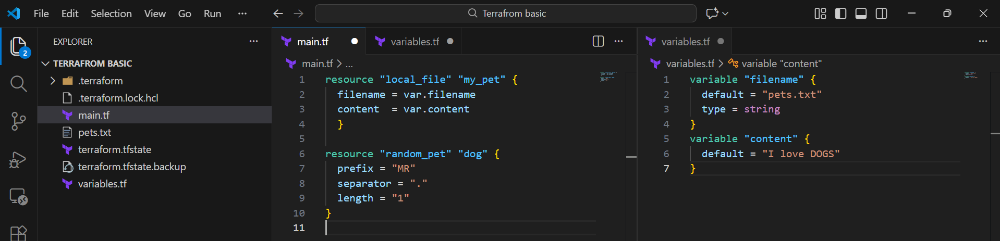 File Edit Selection View Go Run ··· Terrafrom basic
EXPLORER ···
2
TERRAFROM BASIC
.terraform
.terraform.lock.hcl
main.tf
pets.txt
terraform.tfstate
terraform.tfstate.backup
variables.tf
main.tf variables.tf ···
main.tf > ...
1 resource "local_file" "my_pet" {
2 filename = var.filename
3 content  = var.content
4 }
5
6 resource "random_pet" "dog" {
7 prefix = "MR"
8 separator = "."
9 length = "1"
10 }
11
variables.tf ···
variables.tf > variable "content"
1 variable "filename" {
2 default = "pets.txt"
3 type = string
4 }
5 variable "content" {
6 default = "I love DOGS"
7 }